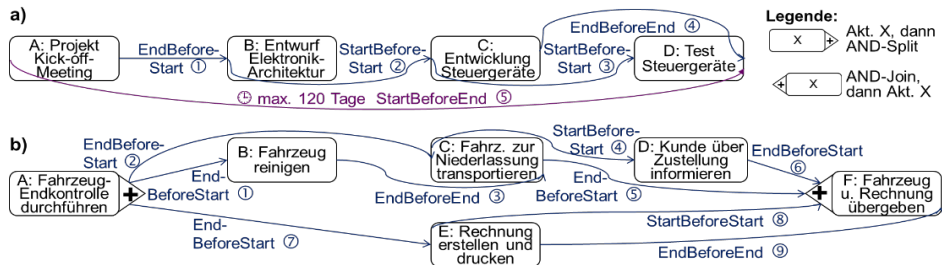 a)
A: Projekt
Kick-off-
Meeting
EndBefore-
Start ①
B: Entwurf
Elektronik-
Architektur
StartBefore-
Start ②
C:
Entwicklung
Steuergeräte
EndBeforeEnd ④
StartBefore-
Start ③
D: Test
Steuergeräte
max. 120 Tage StartBeforeEnd ⑤
Legende:
X
+
Akt. X, dann
AND-Split
+
X
AND-Join,
dann Akt. X
b)
A: Fahrzeug-
Endkontrolle
durchführen
+
EndBefore-
Start ②
B: Fahrzeug
reinigen
End-
BeforeStart ①
EndBeforeEnd ③
C: Fahrz. zur
Niederlassung
transportieren
StartBefore-
Start ④
D: Kunde über
Zustellung
informieren
End-
BeforeStart ⑤
EndBeforeStart
⑥
End-
BeforeStart ⑦
E: Rechnung
erstellen und
drucken
StartBeforeStart ⑧
EndBeforeEnd ⑨
+
F: Fahrzeug
u. Rechnung
übergeben